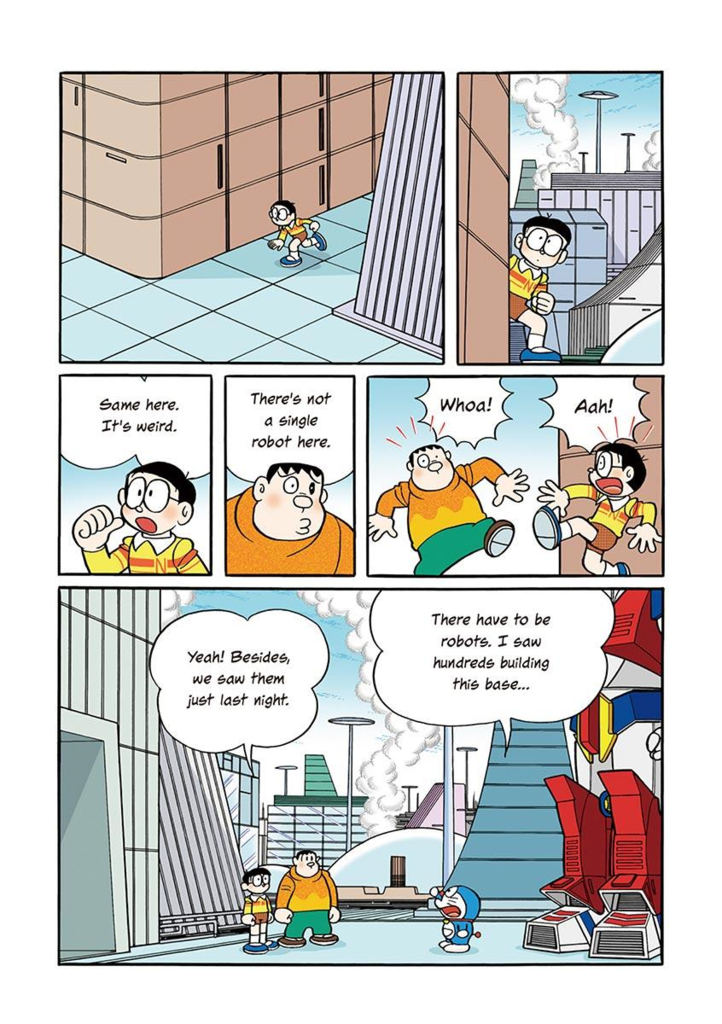 Aah!
Whoa!
There's not
a single
robot here.
Same here.
It's weird.
There have to be
robots. I saw
hundreds building
this base...
Yeah! Besides,
we saw them
just last night.